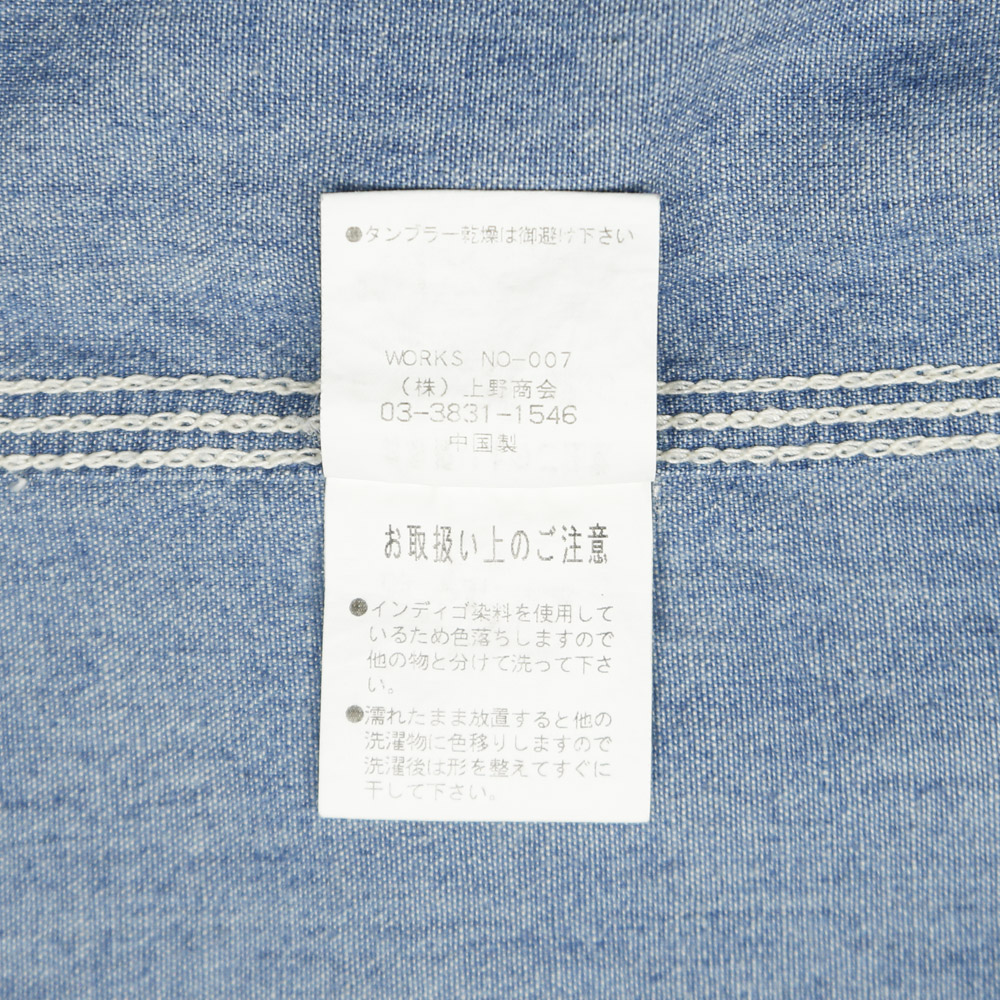 ●タンブラー乾燥は御避け下さい
WORKS NO-007
(株)上野商会
03-3831-1546
中国製
お取扱い上のご注意
●インディゴ染料を使用して
いるため色落ちしますので
他の物と分けて洗って下さ
い。
●濡れたまま放置すると他の
洗濯物に色移りしますので
洗濯後は形を整えてすぐに
干して下さい。